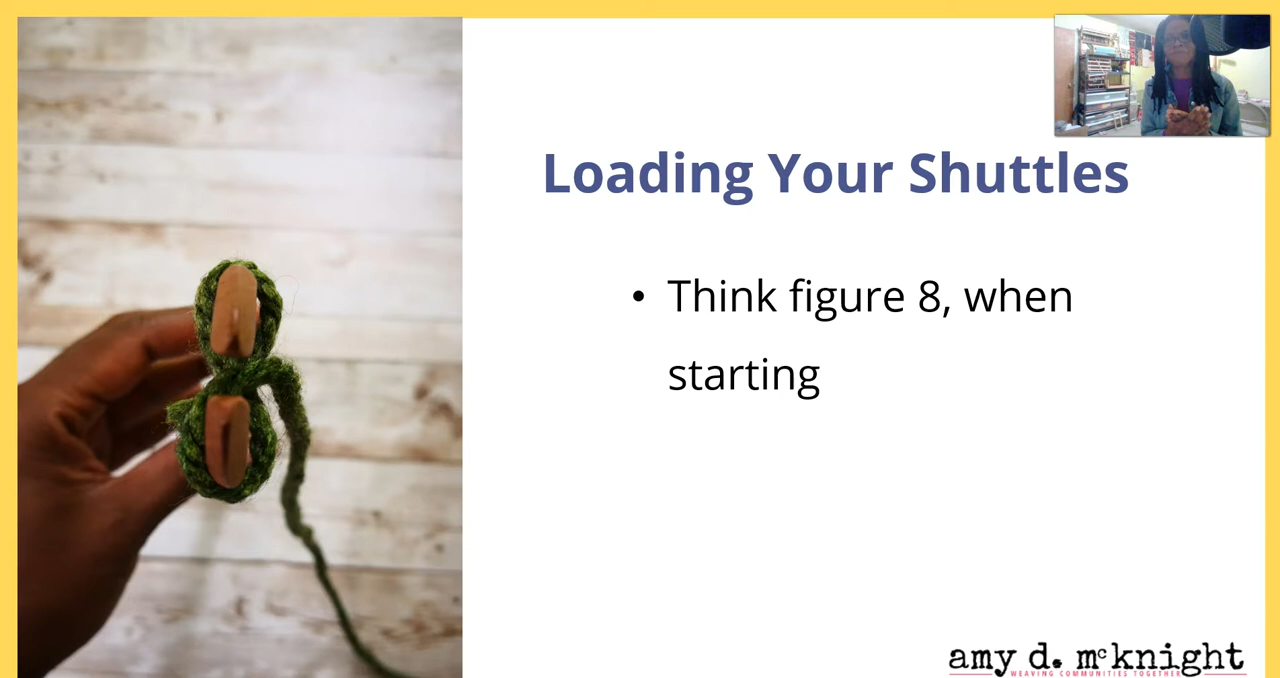 Loading Your Shuttles
• Think figure 8, when
starting
amy d. mcknight
WEAVING COMMUNITIES TOGETHER